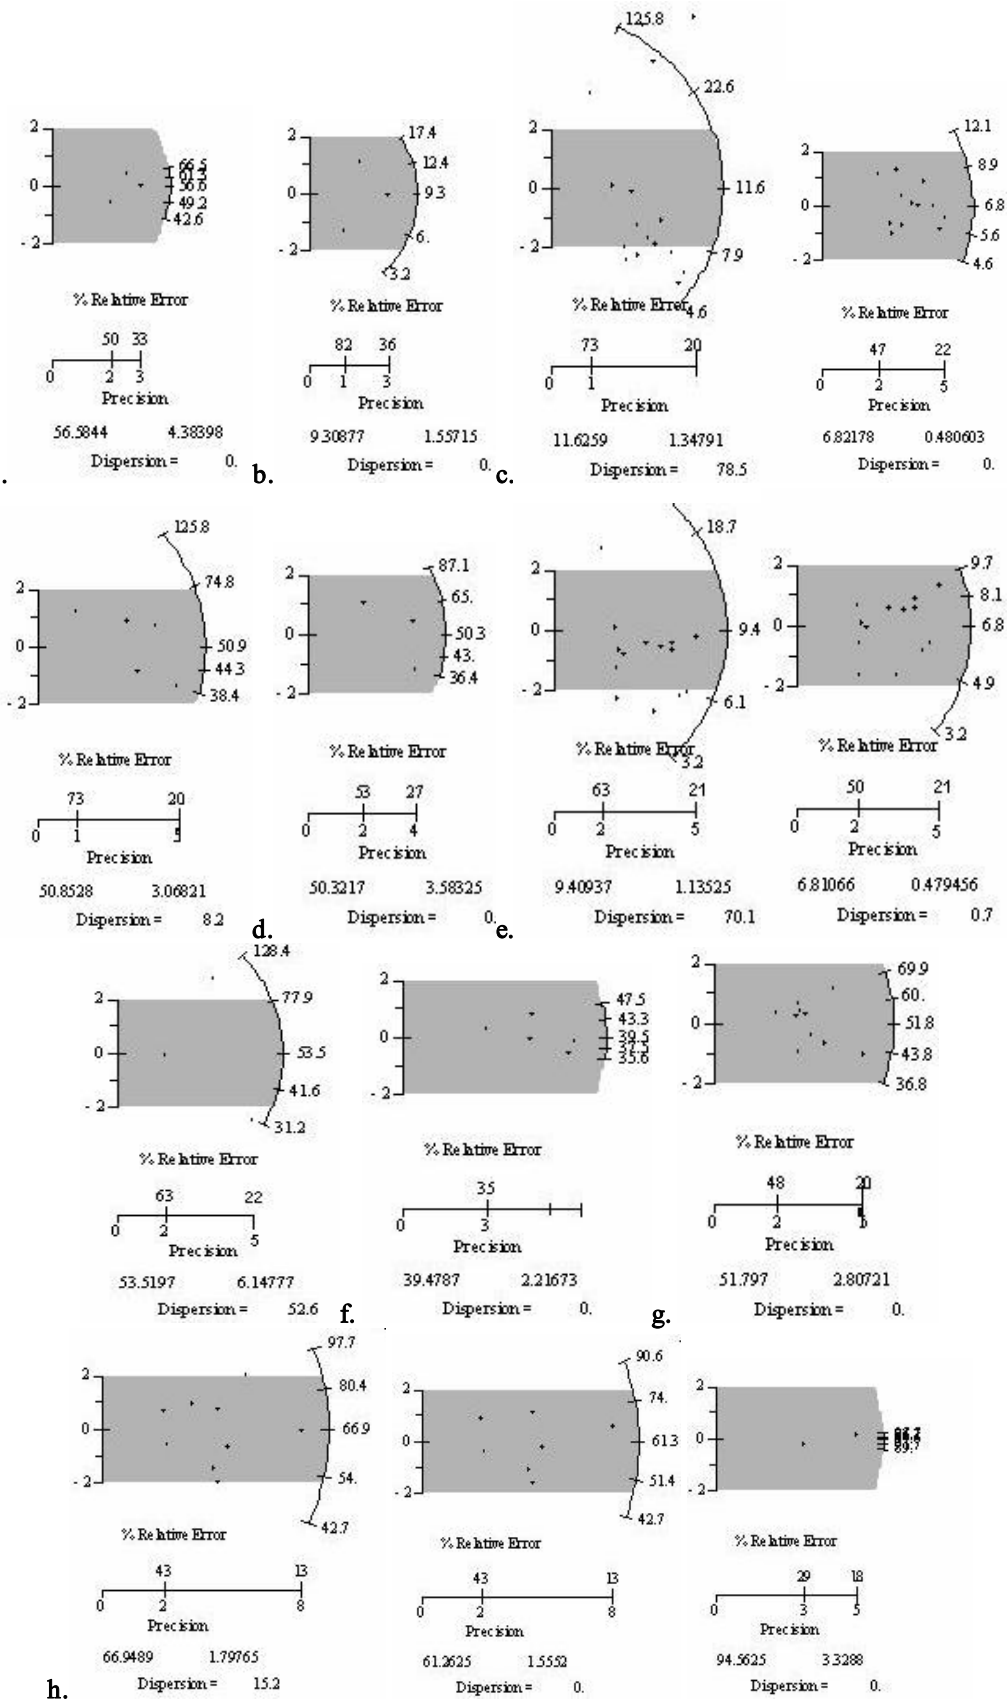 125.8
22.6
11.6
7.9
4.6
2
0
- 2
66.5
61.3
56.6
49.2
42.6
2
0
- 2
17.4
12.4
9.3
6.
3.2
2
0
- 2
12.1
8.9
6.8
5.6
4.6
2
0
- 2
% Relative Error
% Relative Error
% Relative Error
% Relative Error
50 33
0 2 3
Precision
82 36
0 1 3
Precision
73 20
0 1
Precision
47 22
0 2 5
Precision
56.5844 4.38398
Dispersion = 0.
9.30877 1.55715
Dispersion = 0.
11.6259 1.34791
Dispersion = 78.5
6.82178 0.480603
Dispersion = 0.
. b. c.
125.8
74.8
50.9
44.3
38.4
2
0
- 2
87.1
65.
50.3
43.
36.4
2
0
- 2
18.7
9.4
6.1
3.2
2
0
- 2
9.7
8.1
6.8
4.9
3.2
2
0
- 2
% Relative Error
% Relative Error
% Relative Error
% Relative Error
73 20
0 1 5
Precision
53 27
0 2 4
Precision
63 21
0 2 5
Precision
50 21
0 2 5
Precision
50.8528 3.06821
Dispersion = 8.2
50.3217 3.58325
Dispersion = 0.
9.40937 1.13525
Dispersion = 70.1
6.81066 0.479456
Dispersion = 0.7
d. e.
128.4
77.9
53.5
41.6
31.2
2
0
- 2
47.5
43.3
39.5
35.6
2
0
- 2
69.9
60.
51.8
43.8
36.8
2
0
- 2
% Relative Error
% Relative Error
% Relative Error
63 22
0 2 5
Precision
35
0 3
Precision
48 20
0 2
Precision
53.5197 6.14777
Dispersion = 52.6
39.4787 2.21673
Dispersion = 0.
51.797 2.80721
Dispersion = 0.
f. g.
97.7
80.4
66.9
54.
42.7
2
0
- 2
90.6
74.
61.3
51.4
42.7
2
0
- 2
2
0
- 2
% Relative Error
% Relative Error
% Relative Error
43 13
0 2 8
Precision
43 13
0 2 8
Precision
29 18
0 3 5
Precision
66.9489 1.79765
Dispersion = 15.2
61.2625 1.5552
Dispersion = 0.
94.5625 3.3288
Dispersion = 0.
h.